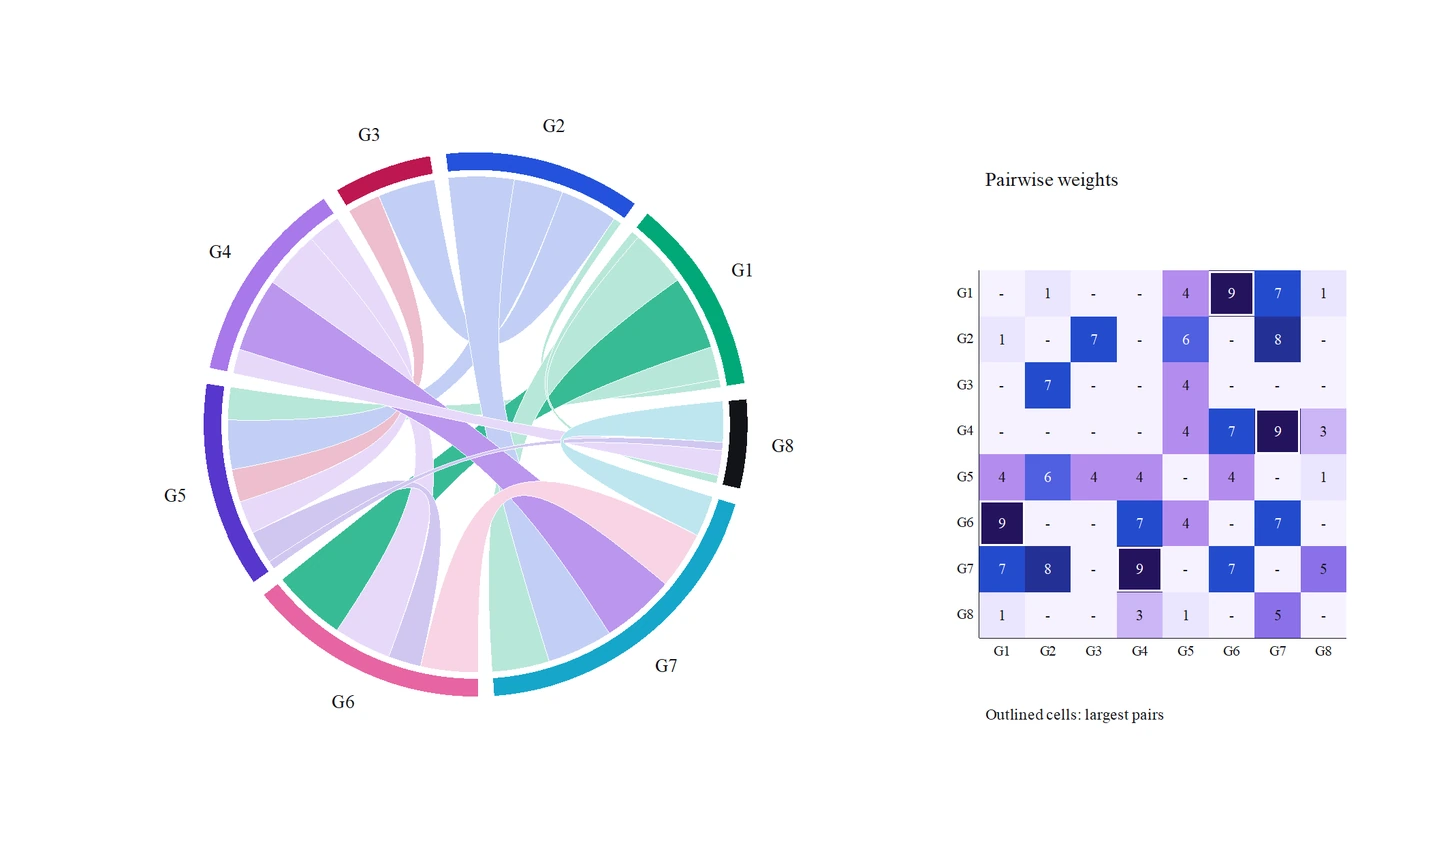 G3
G2
G4
G1
G8
G5
G7
G6
Pairwise weights
G1 - 1 - - 4 9 7 1
G2 1 - 7 - 6 - 8 -
G3 - 7 - - 4 - - -
G4 - - - - 4 7 9 3
G5 4 6 4 4 - 4 - 1
G6 9 - - 7 4 - 7 -
G7 7 8 - 9 - 7 - 5
G8 1 - - 3 1 - 5 -
G1 G2 G3 G4 G5 G6 G7 G8
Outlined cells: largest pairs